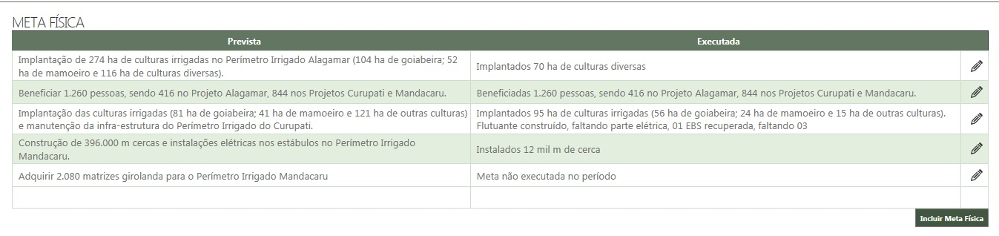 META FÍSICA
Prevista
Executada
Implantação de 274 ha de culturas irrigadas no Perímetro Irrigado Alagamar (104 ha de goiabeira; 52
ha de mamoeiro e 116 ha de culturas diversas).
Implantados 70 ha de culturas diversas
Beneficiar 1.260 pessoas, sendo 416 no Projeto Alagamar, 844 nos Projetos Curupati e Mandacaru.
Beneficiadas 1.260 pessoas, sendo 416 no Projeto Alagamar, 844 nos Projetos Curupati e Mandacaru.
Implantação das culturas irrigadas (81 ha de goiabeira; 41 ha de mamoeiro e 121 ha de outras culturas)
e manutenção da infra-estrutura do Perímetro Irrigado do Curupati.
Implantados 95 ha de culturas irrigadas (56 ha de goiabeira; 24 ha de mamoeiro e 15 ha de outras culturas).
Flutuante construído, faltando parte elétrica, 01 EBS recuperada, faltando 03
Construção de 396.000 m cercas e instalações elétricas nos estábulos no Perímetro Irrigado
Mandacaru.
Instalados 12 mil m de cerca
Adquirir 2.080 matrizes girolanda para o Perímetro Irrigado Mandacaru
Meta não executada no período
Incluir Meta Física